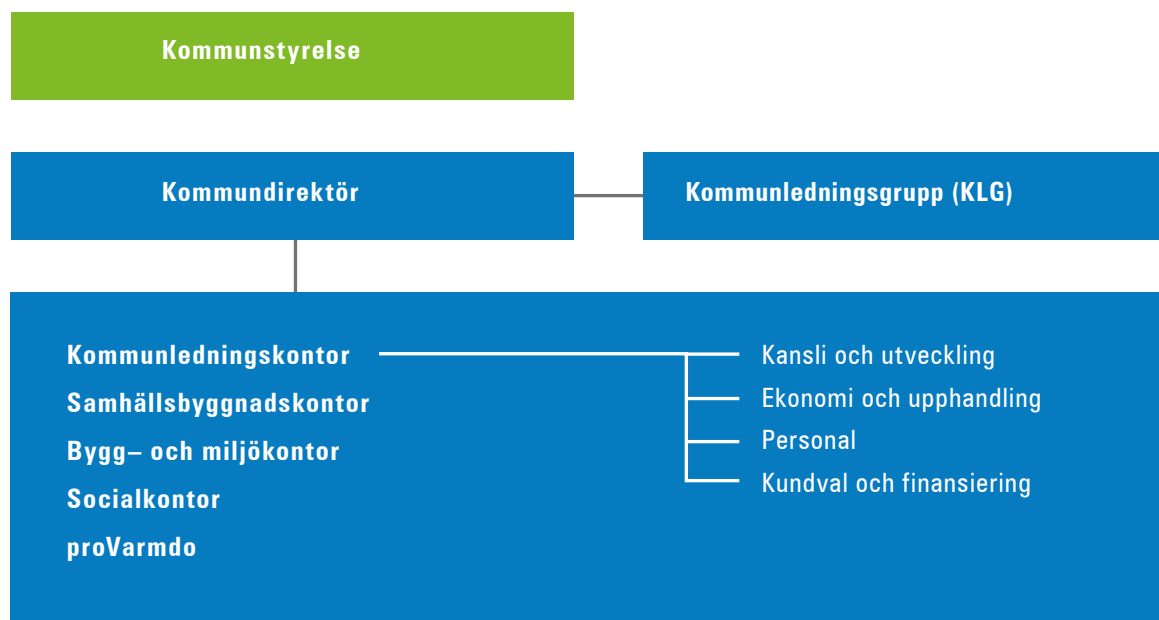 Kommunstyrelse
Kommundirektör
Kommunledningsgrupp (KLG)
Kommunledningskontor
Samhällsbyggnadskontor
Bygg– och miljökontor
Socialkontor
proVarmdo
Kansli och utveckling
Ekonomi och upphandling
Personal
Kundval och finansiering